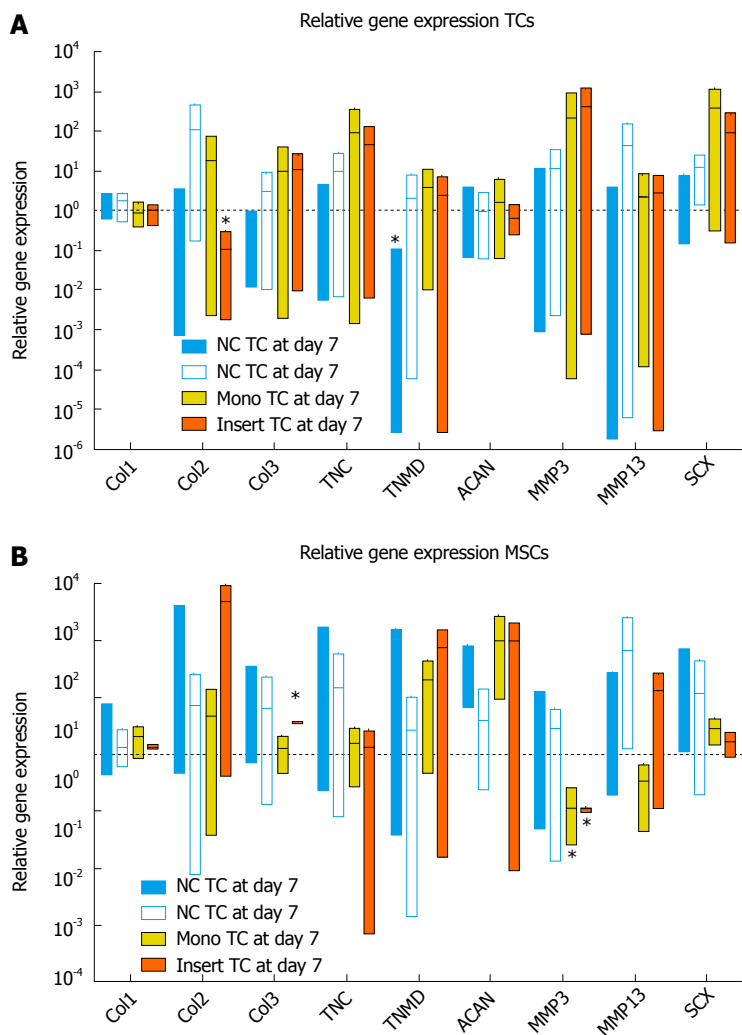 A
Relative gene expression TCs
Relative gene expression
10^4
10^3
10^2
10^1
10^0
10^-1
10^-2
10^-3
10^-4
10^-5
10^-6
*
*
NC TC at day 7
NC TC at day 7
Mono TC at day 7
Insert TC at day 7
Col1 Col2 Col3 TNC TNMD ACAN MMP3 MMP13 SCX
B
Relative gene expression MSCs
Relative gene expression
10^4
10^3
10^2
10^1
10^0
10^-1
10^-2
10^-3
10^-4
*
*
*
NC TC at day 7
NC TC at day 7
Mono TC at day 7
Insert TC at day 7
Col1 Col2 Col3 TNC TNMD ACAN MMP3 MMP13 SCX